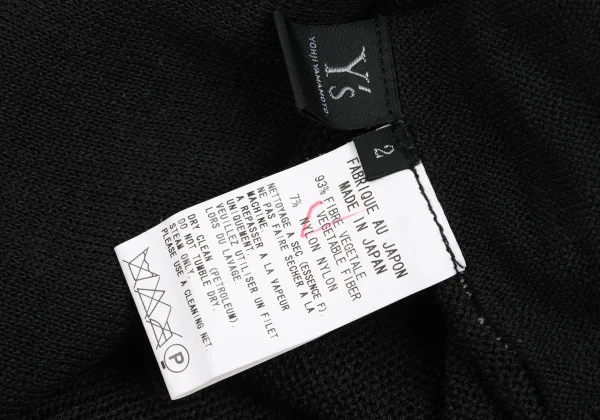 Y's
YOHJI YAMAMOTO
2
FABRIQUE AU JAPON
MADE IN JAPAN
93% FIBRE VEGETALE
VEGETABLE FIBER
7% NYLON NYLON
NETTOYAGE A SEC (ESSENCE F).
NE PAS FAIRE SECHER A LA
MACHINE.
A REPASSER A LA VAPEUR
UNIQUEMENT.
VEUILLEZ UTILISER UN FILET
LORS DU LAVAGE
DRY CLEAN (PETROLEUM).
DO NOT TUMBLE DRY.
STEAM ONLY.
PLEASE USE A CLEANING NET.
P